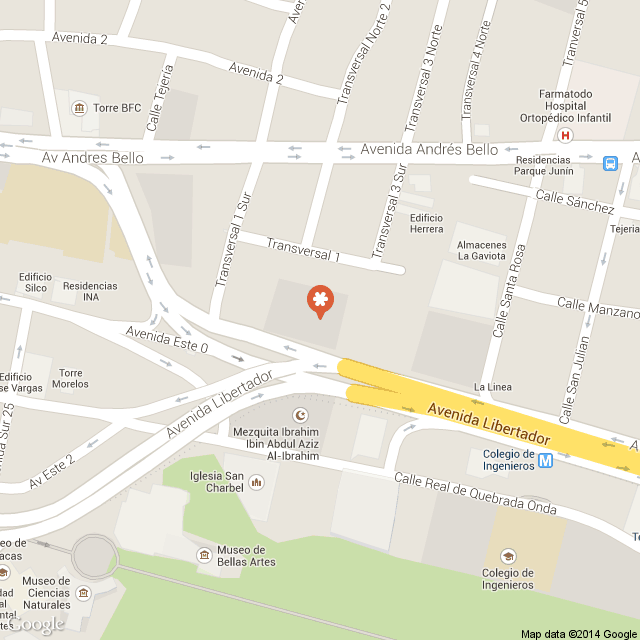 Avenida 2
Transversal Norte 2
Transversal 3 Norte
Transversal 4 Norte
Avenida 2
Torre BFC
Calle Tejeria
Farmatodo
Hospital
Ortopédico Infantil
Av Andres Bello
Avenida Andrés Bello
Residencias
Parque Junín
Transversal 1 Sur
Transversal 3 Sur
Calle Sánchez
Edificio
Herrera
Transversal 1
Almacenes
La Gaviota
Calle Santa Rosa
Edificio
Silco
Residencias
INA
Avenida Este 0
Calle San Julian
Torre
Morelos
La Linea
Avenida Libertador
Avenida Libertador
Mezquita Ibrahim
Ibin Abdul Aziz
Al-Ibrahim
Colegio de
Ingenieros
Av Este 2
Iglesia San
Charbel
Calle Real de Quebrada Onda
Museo de
Bellas Artes
Colegio de
Ingenieros
Museo de
Ciencias
Naturales
Google
Map data ©2014 Google